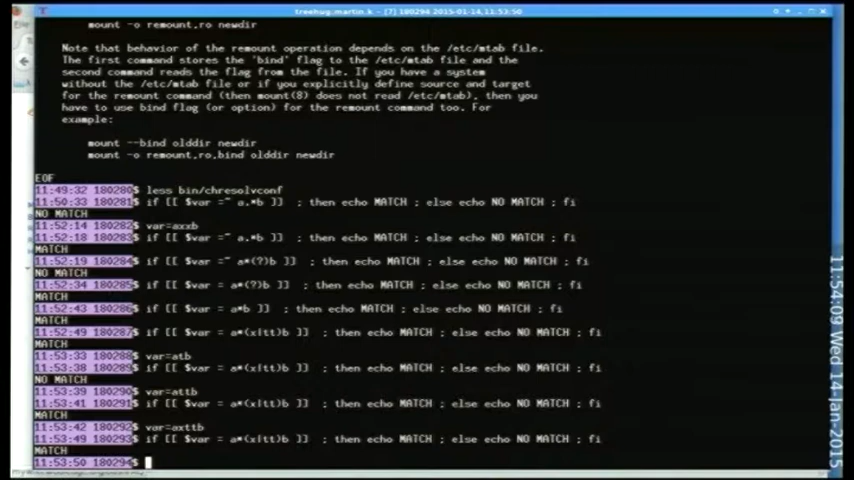 treehug:martin.k - [7] 180294 2015-01-14,11:53:50
mount -o remount,ro newdir
Note that behavior of the remount operation depends on the /etc/mtab file.
The first command stores the 'bind' flag to the /etc/mtab file and the
second command reads the flag from the file. If you have a system
without the /etc/mtab file or if you explicitly define source and target
for the remount command (then mount(8) does not read /etc/mtab), then you
have to use bind flag (or option) for the remount command too. For
example:
mount --bind olddir newdir
mount -o remount,ro,bind olddir newdir
EOF
11:49:32 180280$ less bin/chresolvconf
11:50:33 180281$ if [[ $var =~ a.*b ]] ; then echo MATCH ; else echo NO MATCH ; fi
NO MATCH
11:52:14 180282$ var=axxb
11:52:18 180283$ if [[ $var =~ a.*b ]] ; then echo MATCH ; else echo NO MATCH ; fi
MATCH
11:52:19 180284$ if [[ $var =~ a*(?)b ]] ; then echo MATCH ; else echo NO MATCH ; fi
NO MATCH
11:52:34 180285$ if [[ $var = a*(?)b ]] ; then echo MATCH ; else echo NO MATCH ; fi
MATCH
11:52:43 180286$ if [[ $var = a*b ]] ; then echo MATCH ; else echo NO MATCH ; fi
MATCH
11:52:49 180287$ if [[ $var = a*(x|tt)b ]] ; then echo MATCH ; else echo NO MATCH ; fi
MATCH
11:53:33 180288$ var=atb
11:53:38 180289$ if [[ $var = a*(x|tt)b ]] ; then echo MATCH ; else echo NO MATCH ; fi
NO MATCH
11:53:39 180290$ var=attb
11:53:41 180291$ if [[ $var = a*(x|tt)b ]] ; then echo MATCH ; else echo NO MATCH ; fi
MATCH
11:53:42 180292$ var=axttb
11:53:49 180293$ if [[ $var = a*(x|tt)b ]] ; then echo MATCH ; else echo NO MATCH ; fi
MATCH
11:53:50 180294$
11:54:09 Wed 14-Jan-2015